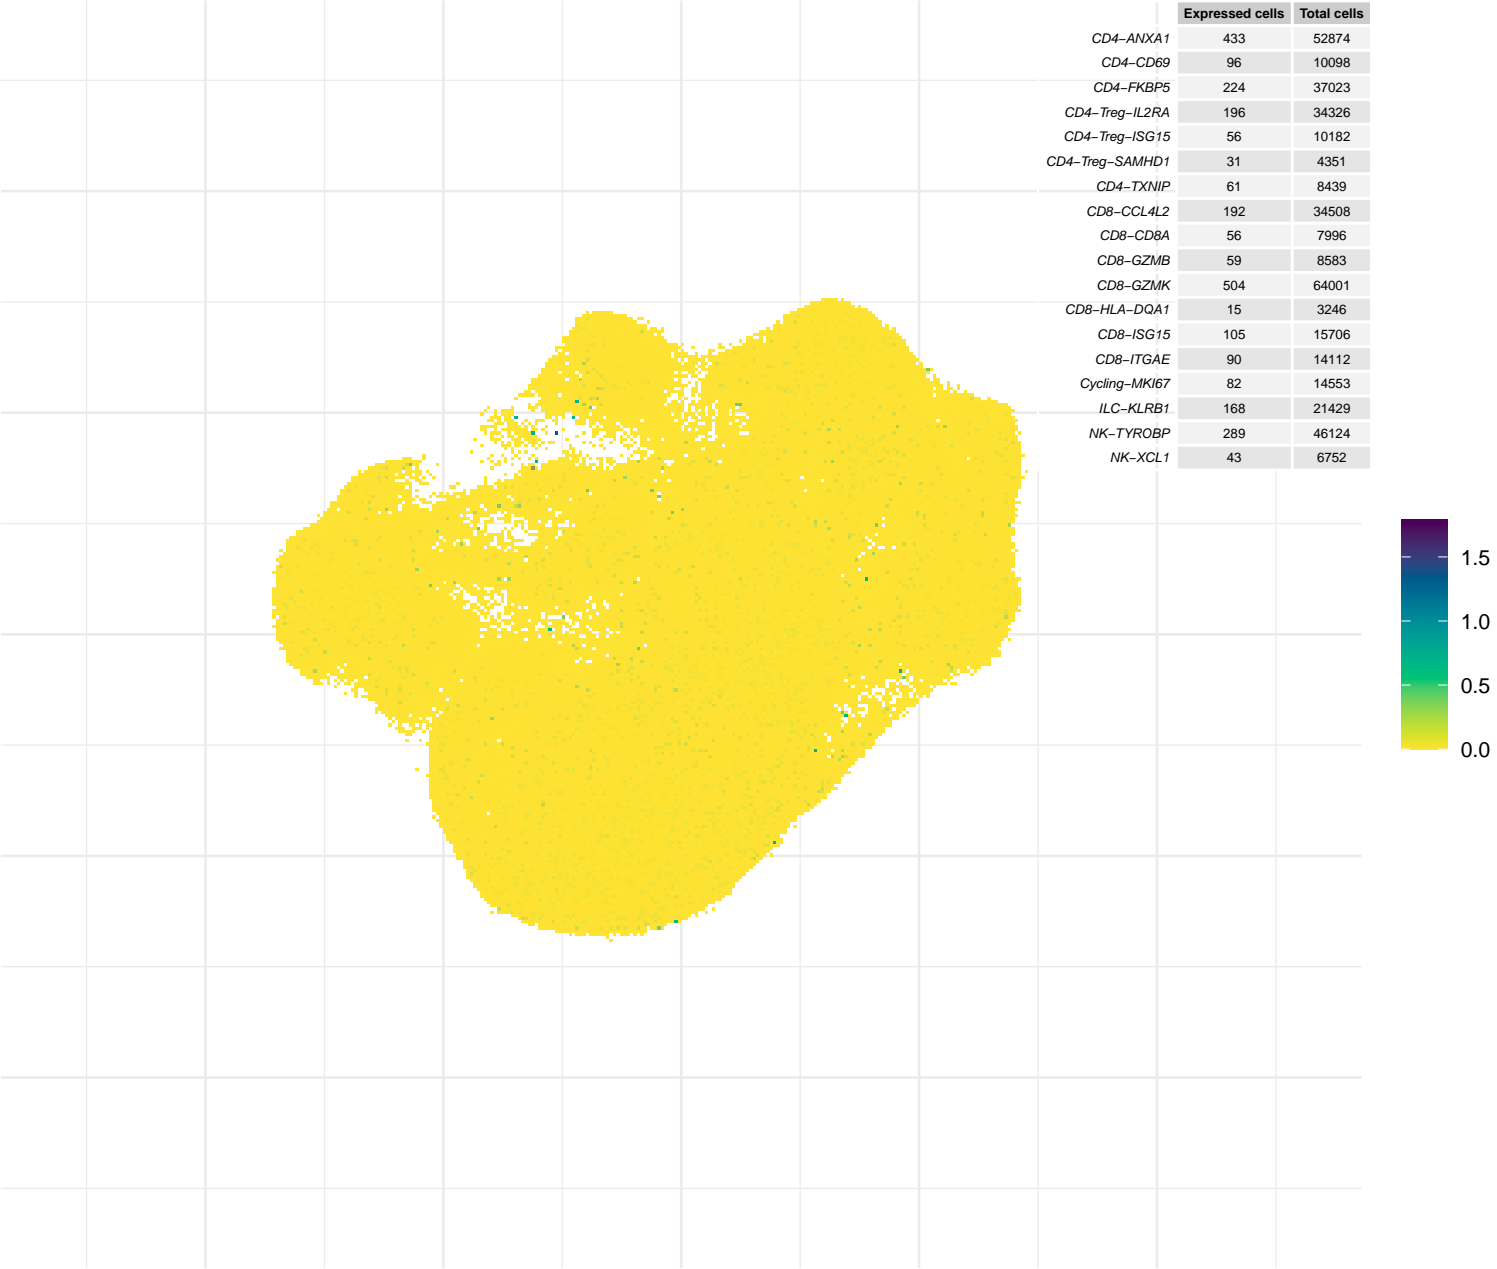 Expressed cells Total cells
CD4−ANXA1 433 52874
CD4−CD69 96 10098
CD4−FKBP5 224 37023
CD4−Treg−IL2RA 196 34326
CD4−Treg−ISG15 56 10182
CD4−Treg−SAMHD1 31 4351
CD4−TXNIP 61 8439
CD8−CCL4L2 192 34508
CD8−CD8A 56 7996
CD8−GZMB 59 8583
CD8−GZMK 504 64001
CD8−HLA−DQA1 15 3246
CD8−ISG15 105 15706
CD8−ITGAE 90 14112
Cycling−MKI67 82 14553
ILC−KLRB1 168 21429
NK−TYROBP 289 46124
NK−XCL1 43 6752
1.5
1.0
0.5
0.0